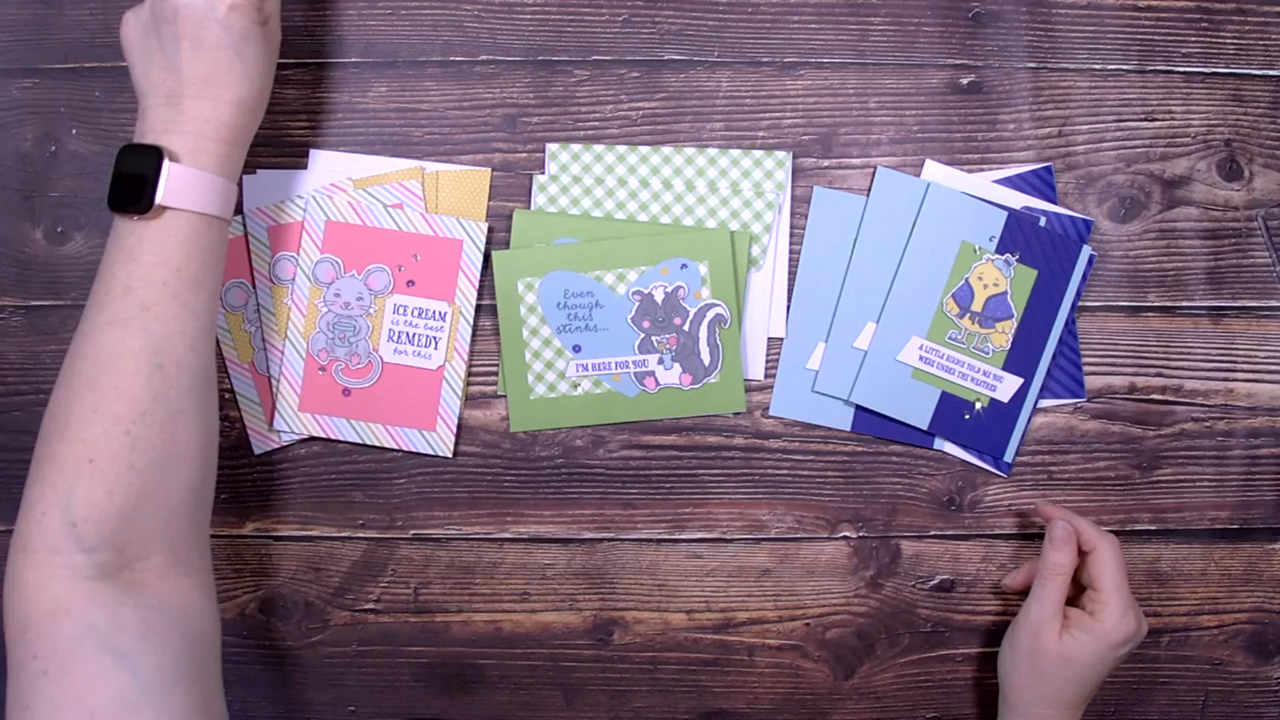 ICE CREAM
is the best
REMEDY
for this
Even
though
this
stinks...
I'M HERE FOR YOU
A LITTLE BIRDIE TOLD ME YOU
WERE UNDER THE WEATHER